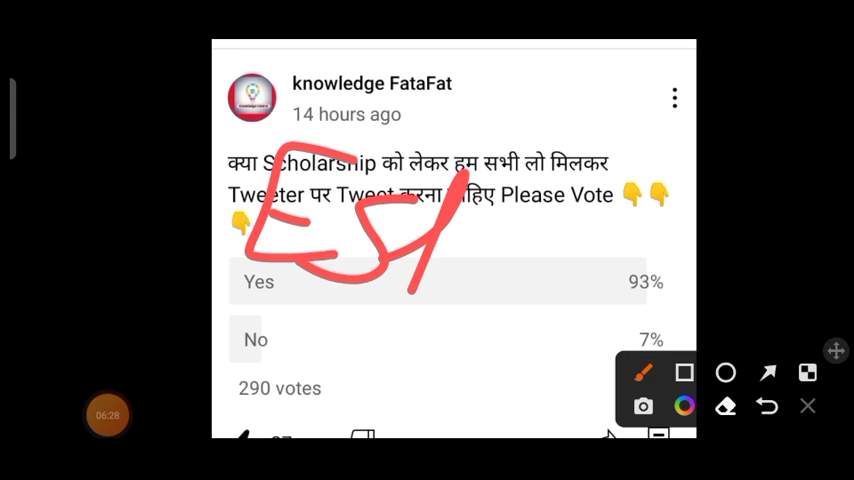 knowledge FataFat
14 hours ago
क्या Scholarship को लेकर हम सभी लो मिलकर
Tweeter पर Tweet करना चाहिए Please Vote 👇👇
👇
Yes 93%
No 7%
290 votes
06:28